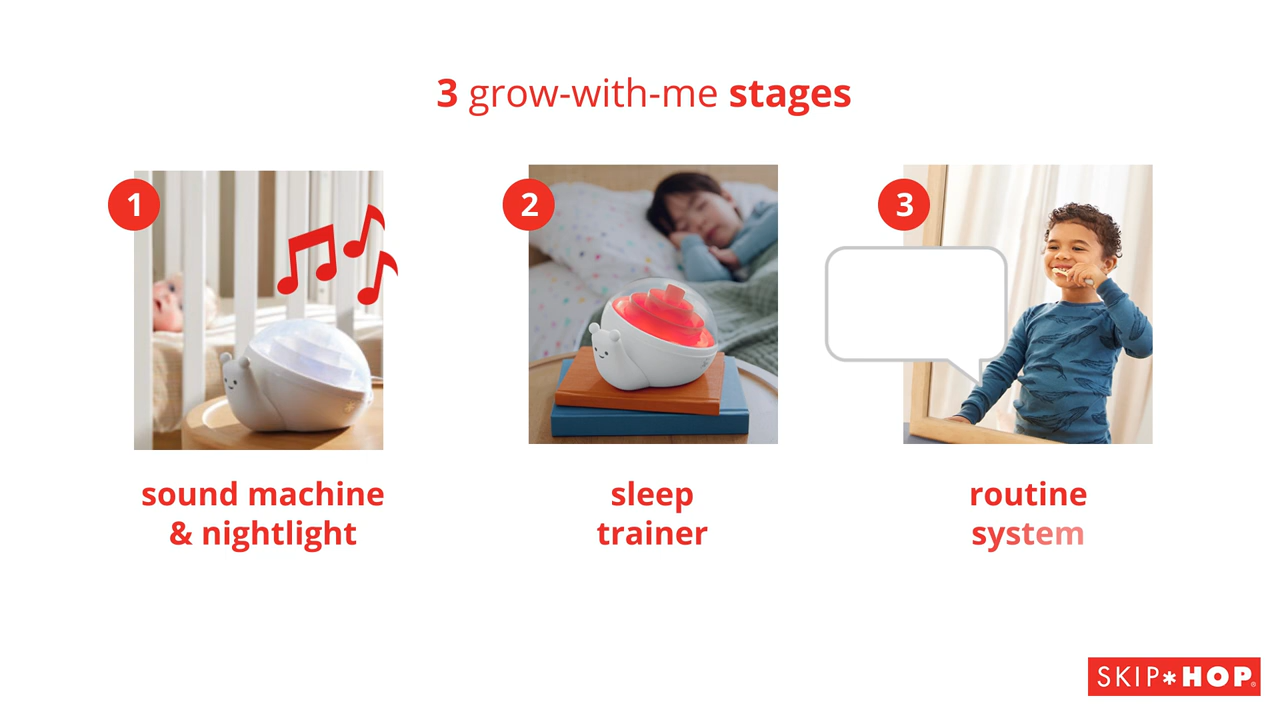 3 grow-with-me stages
1
2
3
sound machine
& nightlight
sleep
trainer
routine
system
SKIP*HOP®